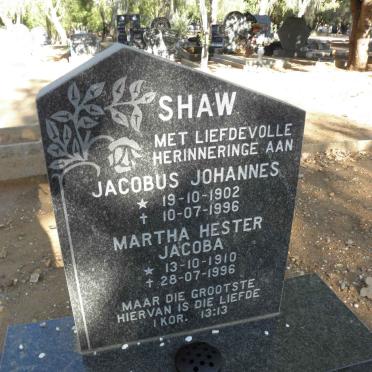 SHAW
MET LIEFDEVOLLE
HERINNERINGE AAN
JACOBUS JOHANNES
★ 19-10-1902
✝ 10-07-1996
MARTHA HESTER
JACOBA
★ 13-10-1910
✝ 28-07-1996
MAAR DIE GROOTSTE
HIERVAN IS DIE LIEFDE
1 KOR. 13:13